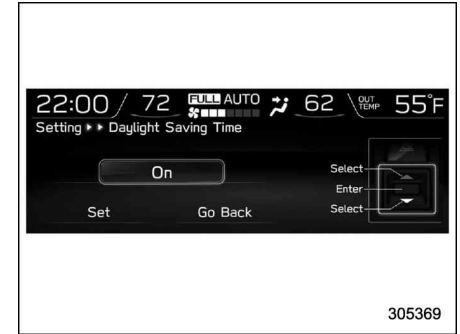 22:00 72 FULL AUTO 62 OUT TEMP 55°F
Setting ▸▸ Daylight Saving Time
On
Select
Enter
Set Go Back Select
305369